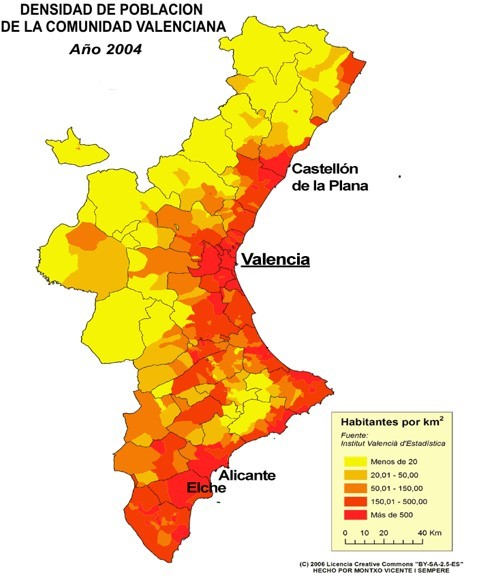 DENSIDAD DE POBLACION
DE LA COMUNIDAD VALENCIANA
Año 2004
Castellón
de la Plana
Valencia
Alicante
Elche
Habitantes por km²
Fuente:
Institut Valencià d'Estadística
Menos de 20
20,01 - 50,00
50,01 - 150,00
150,01 - 500,00
Más de 500
0 20 40 Km
(C) 2006 Licencia Creative Commons "BY-SA-2.5-ES"
HECHO POR MONTXO VICENTE I SEMPERE